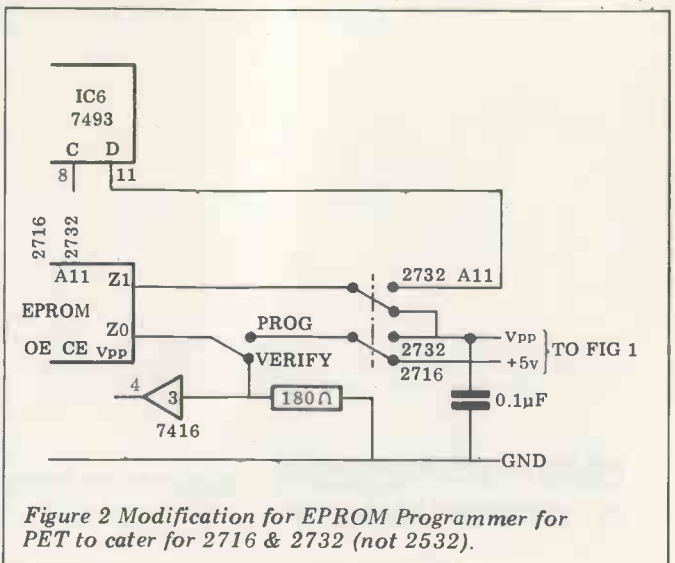 IC6
7493
C D
8 11
2716
2732
2732 A11
A11 Z1
EPROM
PROG
Z0
Vpp
OE CE Vpp
VERIFY
2732
2716
+5v
TO FIG 1
4
3
7416
180Ω
0.1µF
GND
Figure 2 Modification for EPROM Programmer for
PET to cater for 2716 & 2732 (not 2532).